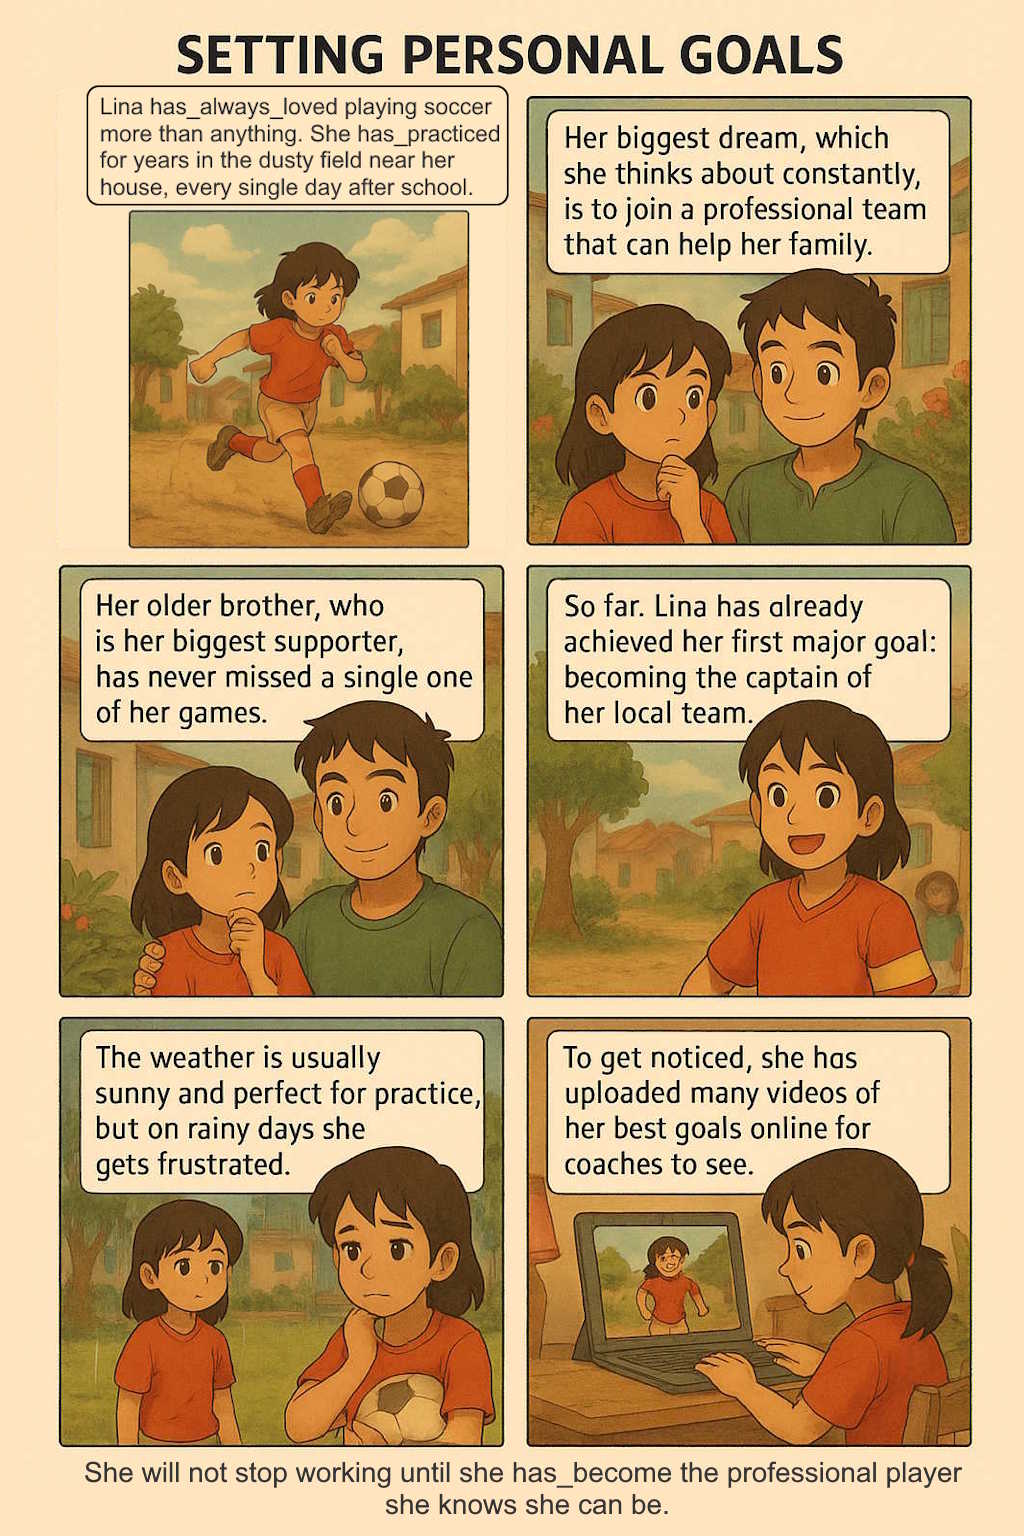 SETTING PERSONAL GOALS
Lina has_always_loved playing soccer
more than anything. She has_practiced
for years in the dusty field near her
house, every single day after school.
Her biggest dream, which
she thinks about constantly,
is to join a professional team
that can help her family.
Her older brother, who
is her biggest supporter,
has never missed a single one
of her games.
So far. Lina has already
achieved her first major goal:
becoming the captain of
her local team.
The weather is usually
sunny and perfect for practice,
but on rainy days she
gets frustrated.
To get noticed, she has
uploaded many videos of
her best goals online for
coaches to see.
She will not stop working until she has_become the professional player
she knows she can be.